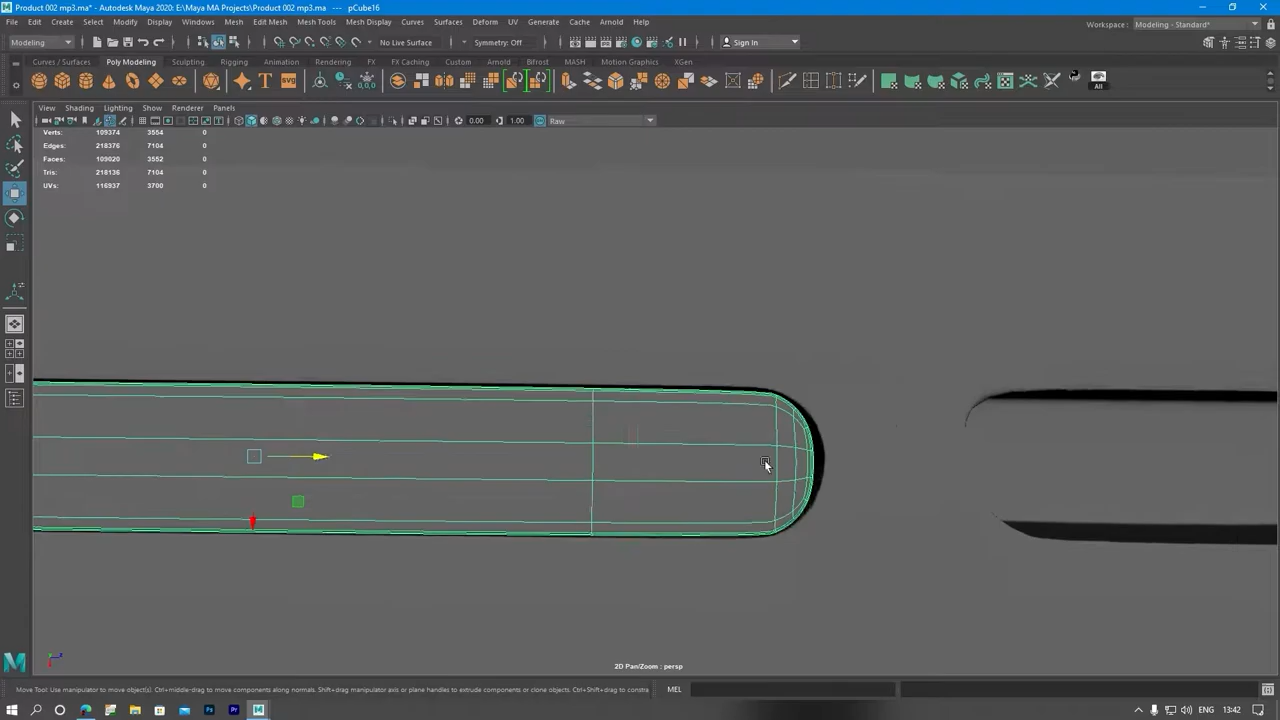 Product 002 mp3.ma* - Autodesk Maya 2020: E:\Maya MA Projects\Product 002 mp3.ma --- pCube16
File Edit Create Select Modify Display Windows Mesh Edit Mesh Mesh Tools Mesh Display Curves Surfaces Deform UV Generate Cache Arnold Help
Workspace : Modeling - Standard*
Modeling No Live Surface Symmetry: Off Sign In
Curves / Surfaces Poly Modeling Sculpting Rigging Animation Rendering FX FX Caching Custom Arnold Bifrost MASH Motion Graphics XGen
SVG
All
View Shading Lighting Show Renderer Panels
0.00 1.00 Raw
Verts: 109374 3554 0
Edges: 218376 7104 0
Faces: 109020 3552 0
Tris: 218136 7104 0
UVs: 116937 3700 0
2D Pan/Zoom : persp
Move Tool: Use manipulator to move object(s). Ctrl+middle-drag to move components along normals. Shift+drag manipulator axis or plane handles to extrude components or clone objects. Ctrl+Shift+drag to constra
MEL
ENG 13:42